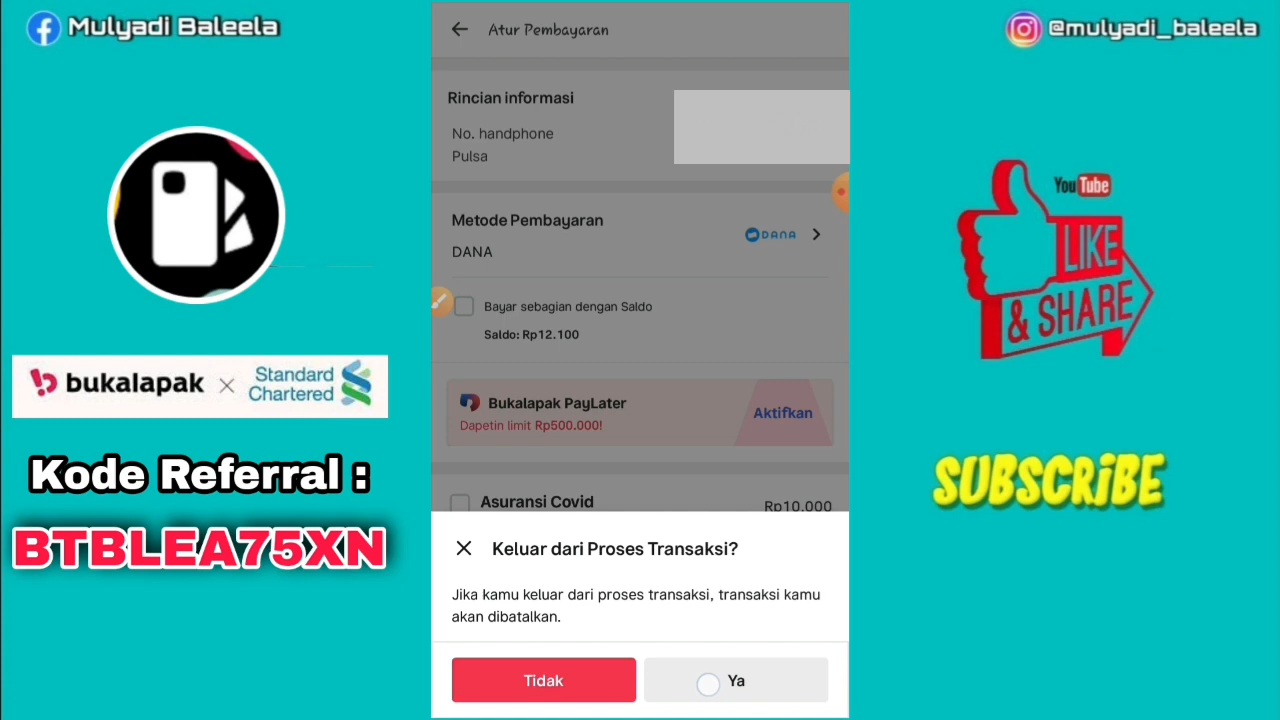 Mulyadi Baleela
@mulyadi_baleela
bukalapak × Standard Chartered
Kode Referral :
BTBLEA75XN
Atur Pembayaran
Rincian informasi
No. handphone
Pulsa
Metode Pembayaran
DANA
DANA
Bayar sebagian dengan Saldo
Saldo: Rp12.100
Bukalapak PayLater
Dapetin limit Rp500.000!
Aktifkan
Asuransi Covid
Rp10.000
Keluar dari Proses Transaksi?
Jika kamu keluar dari proses transaksi, transaksi kamu
akan dibatalkan.
Tidak
Ya
YouTube
LIKE
& SHARE
SUBSCRiBE